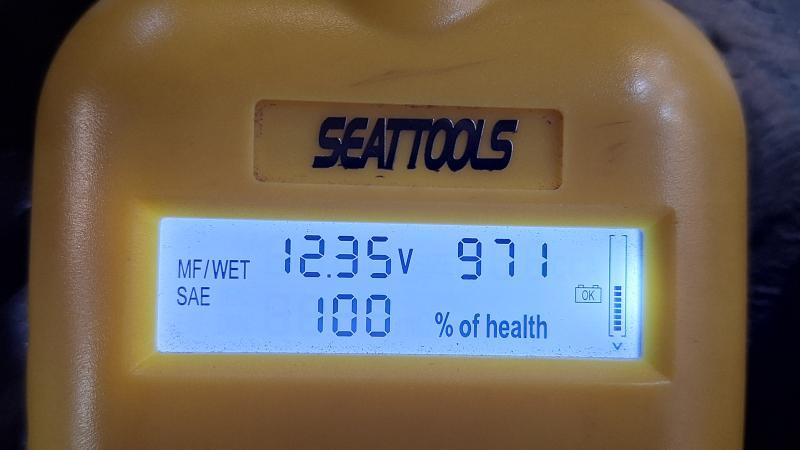 SEATTOOLS
MF/WET 12.35V 971
SAE 100 % of health
OK
V